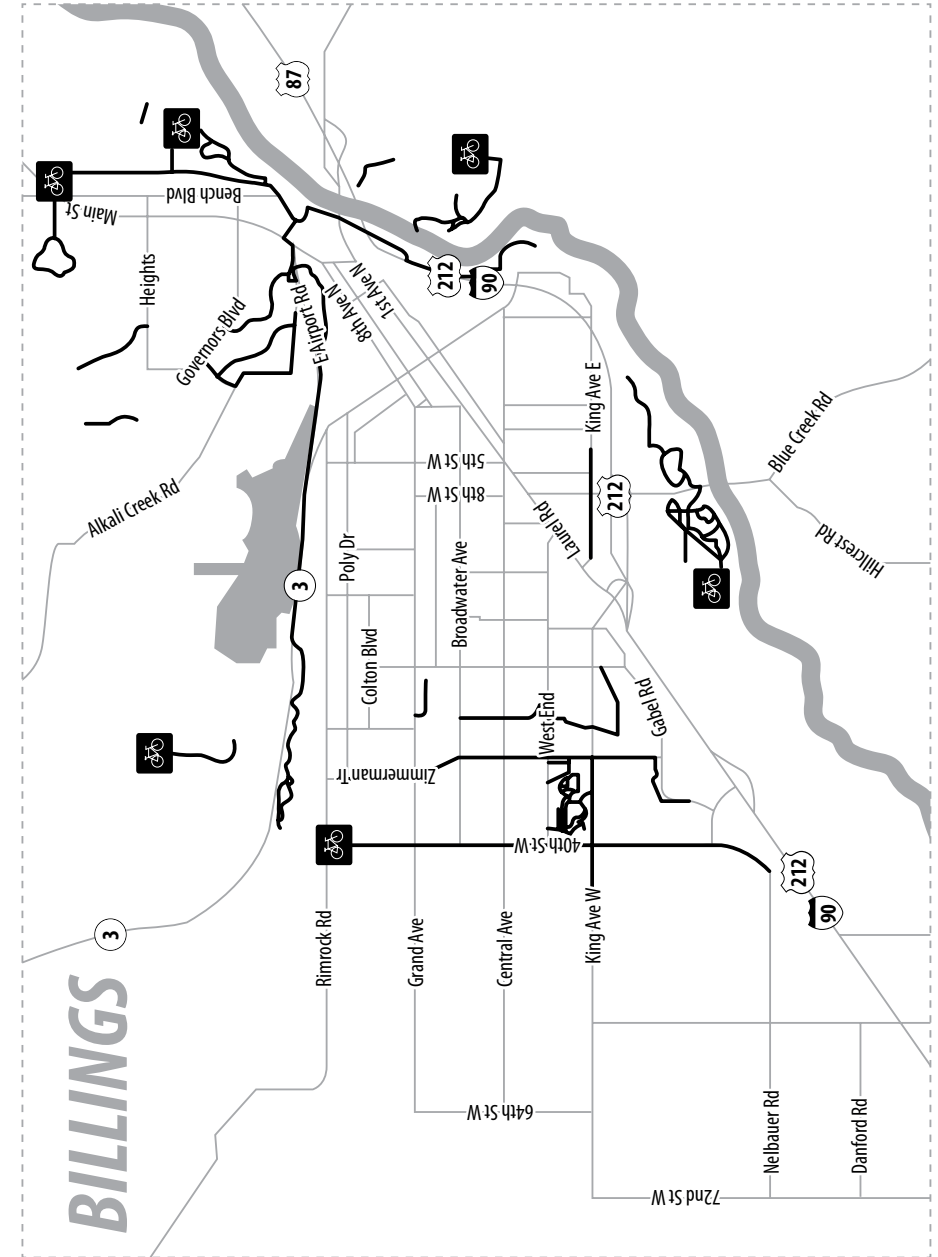 BILLINGS
3
3
87
Main St
Bench Blvd
Heights
Governors Blvd
E Airport Rd
8th Ave N
1st Ave N
212
90
Alkali Creek Rd
Poly Dr
Colton Blvd
Broadwater Ave
5th St W
8th St W
King Ave E
Laurel Rd
212
Blue Creek Rd
Hillcrest Rd
Zimmerman Tr
West End
Gabel Rd
40th St W
Rimrock Rd
Grand Ave
Central Ave
King Ave W
212
90
64th St W
72nd St W
Nelbauer Rd
Danford Rd